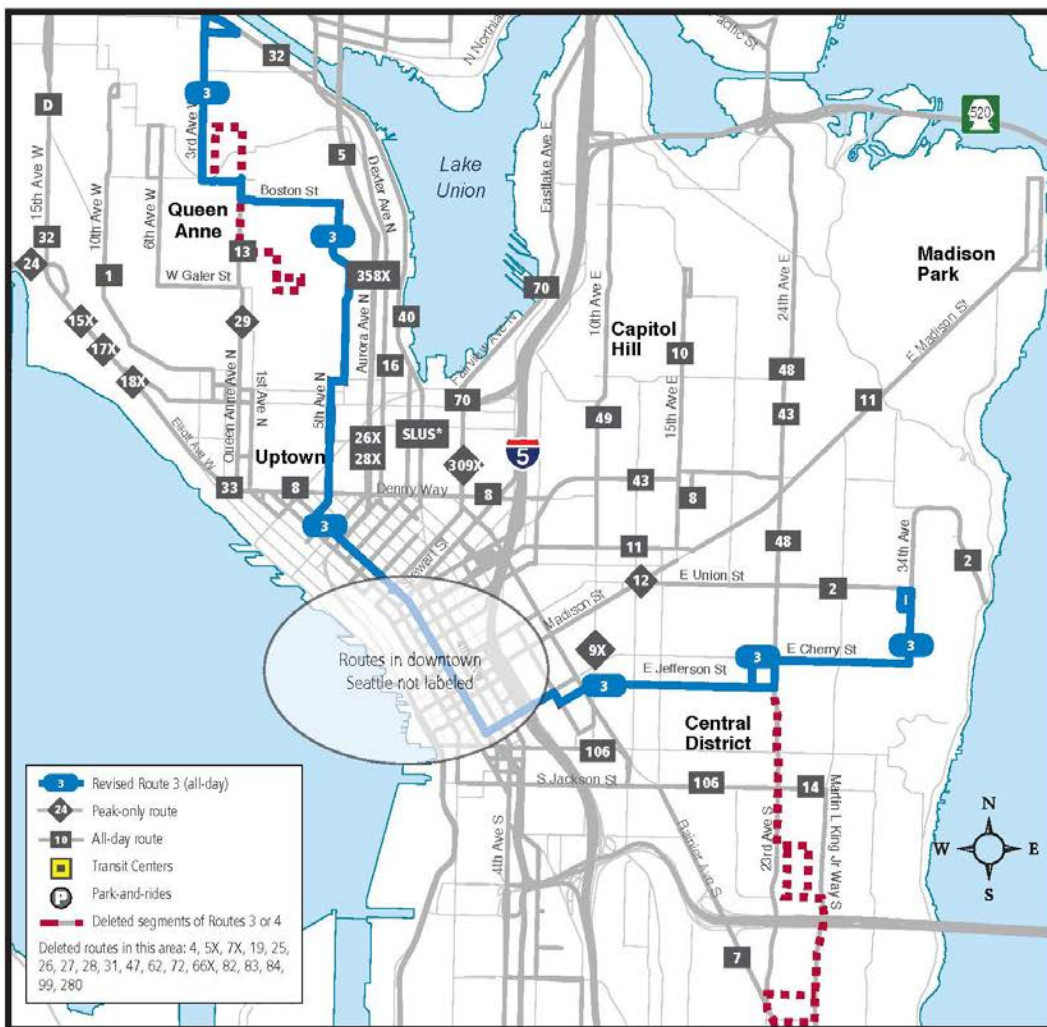 N Northla
Pacific St
32
3
520
D
3rd Ave W
5
Dexter Ave N
Lake
Union
Eastlake Ave E
15th Ave W
10th Ave W
6th Ave W
Boston St
Queen
Anne
3
24th Ave E
Madison
Park
32
24
13
1
W Galer St
358X
70
10th Ave E
15X
29
40
Aurora Ave N
Fairview Ave N
Capitol
Hill
10
E Madison St
17X
16
48
18X
Queen Anne Ave N
1st Ave N
5th Ave N
70
15th Ave E
11
49
43
Elliott Ave W
Uptown
26X
28X
SLUS*
309X
5
33
8
Denny Way
8
43
8
3
48
34th Ave
2
11
12
E Union St
2
Madison St
Routes in downtown
Seattle not labeled
9X
3
E Cherry St
3
E Jefferson St
3
Central
District
106
S Jackson St
106
14
4th Ave S
Rainier Ave S
23rd Ave S
Martin L King Jr Way S
N
W
E
S
7
3 Revised Route 3 (all-day)
24 Peak-only route
10 All-day route
Transit Centers
P Park-and-rides
Deleted segments of Routes 3 or 4
Deleted routes in this area: 4, 5X, 7X, 19, 25,
26, 27, 28, 31, 47, 62, 72, 66X, 82, 83, 84,
99, 280